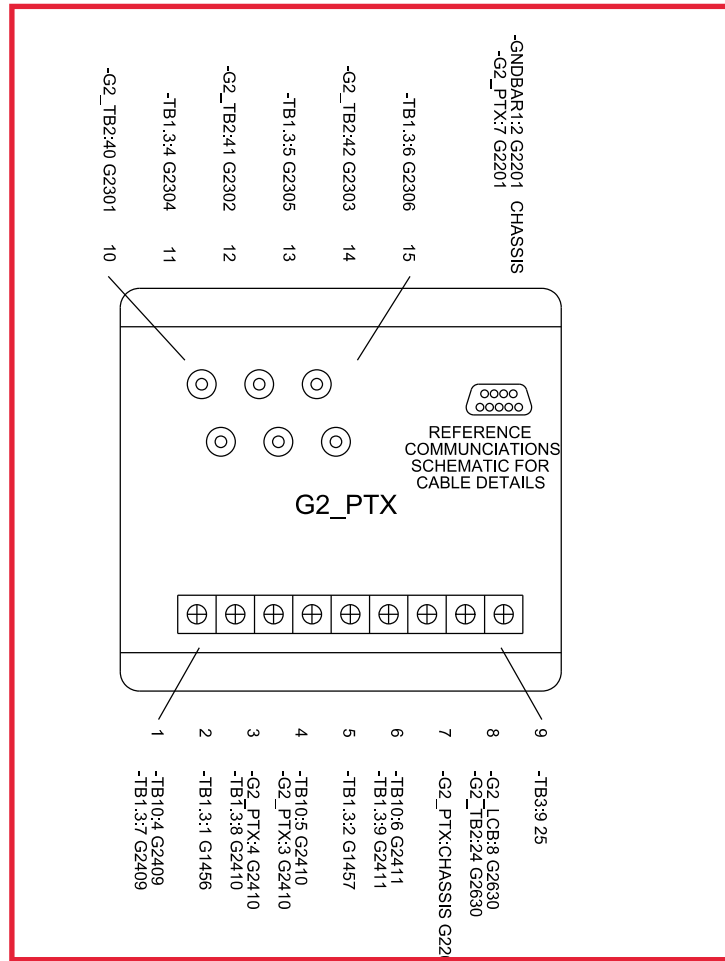 -GNDBAR1:2 G2201 CHASSIS
-G2_PTX:7 G2201
-TB1.3:6 G2306 15
-G2_TB2:42 G2303 14
-TB1.3:5 G2305 13
-G2_TB2:41 G2302 12
-TB1.3:4 G2304 11
-G2_TB2:40 G2301 10
REFERENCE
COMMUNCIATIONS
SCHEMATIC FOR
CABLE DETAILS
G2_PTX
9 -TB3:9 25
8 -G2_LCB:8 G2630
-G2_TB2:24 G2630
7 -G2_PTX:CHASSIS
6 -TB10:6 G2411
-TB1.3:9 G2411
5 -TB1.3:2 G1457
4 -TB10:5 G2410
-G2_PTX:3 G2410
3 -G2_PTX:4 G2410
-TB1.3:8 G2410
2 -TB1.3:1 G1456
1 -TB10:4 G2409
-TB1.3:7 G2409